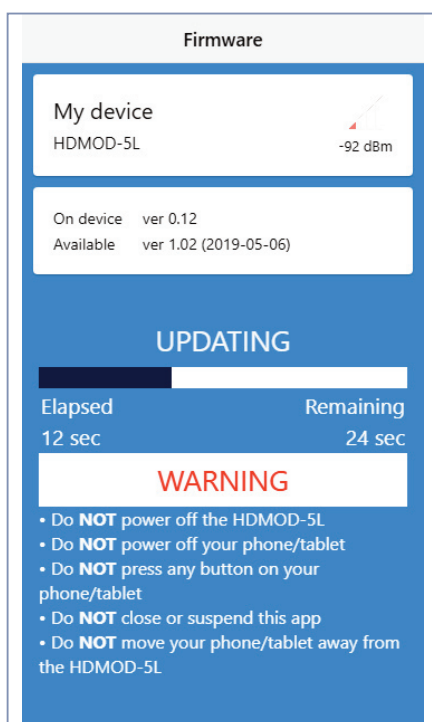 Firmware
My device
HDMOD-5L
-92 dBm
On device ver 0.12
Available ver 1.02 (2019-05-06)
UPDATING
Elapsed Remaining
12 sec 24 sec
WARNING
• Do NOT power off the HDMOD-5L
• Do NOT power off your phone/tablet
• Do NOT press any button on your
phone/tablet
• Do NOT close or suspend this app
• Do NOT move your phone/tablet away from
the HDMOD-5L